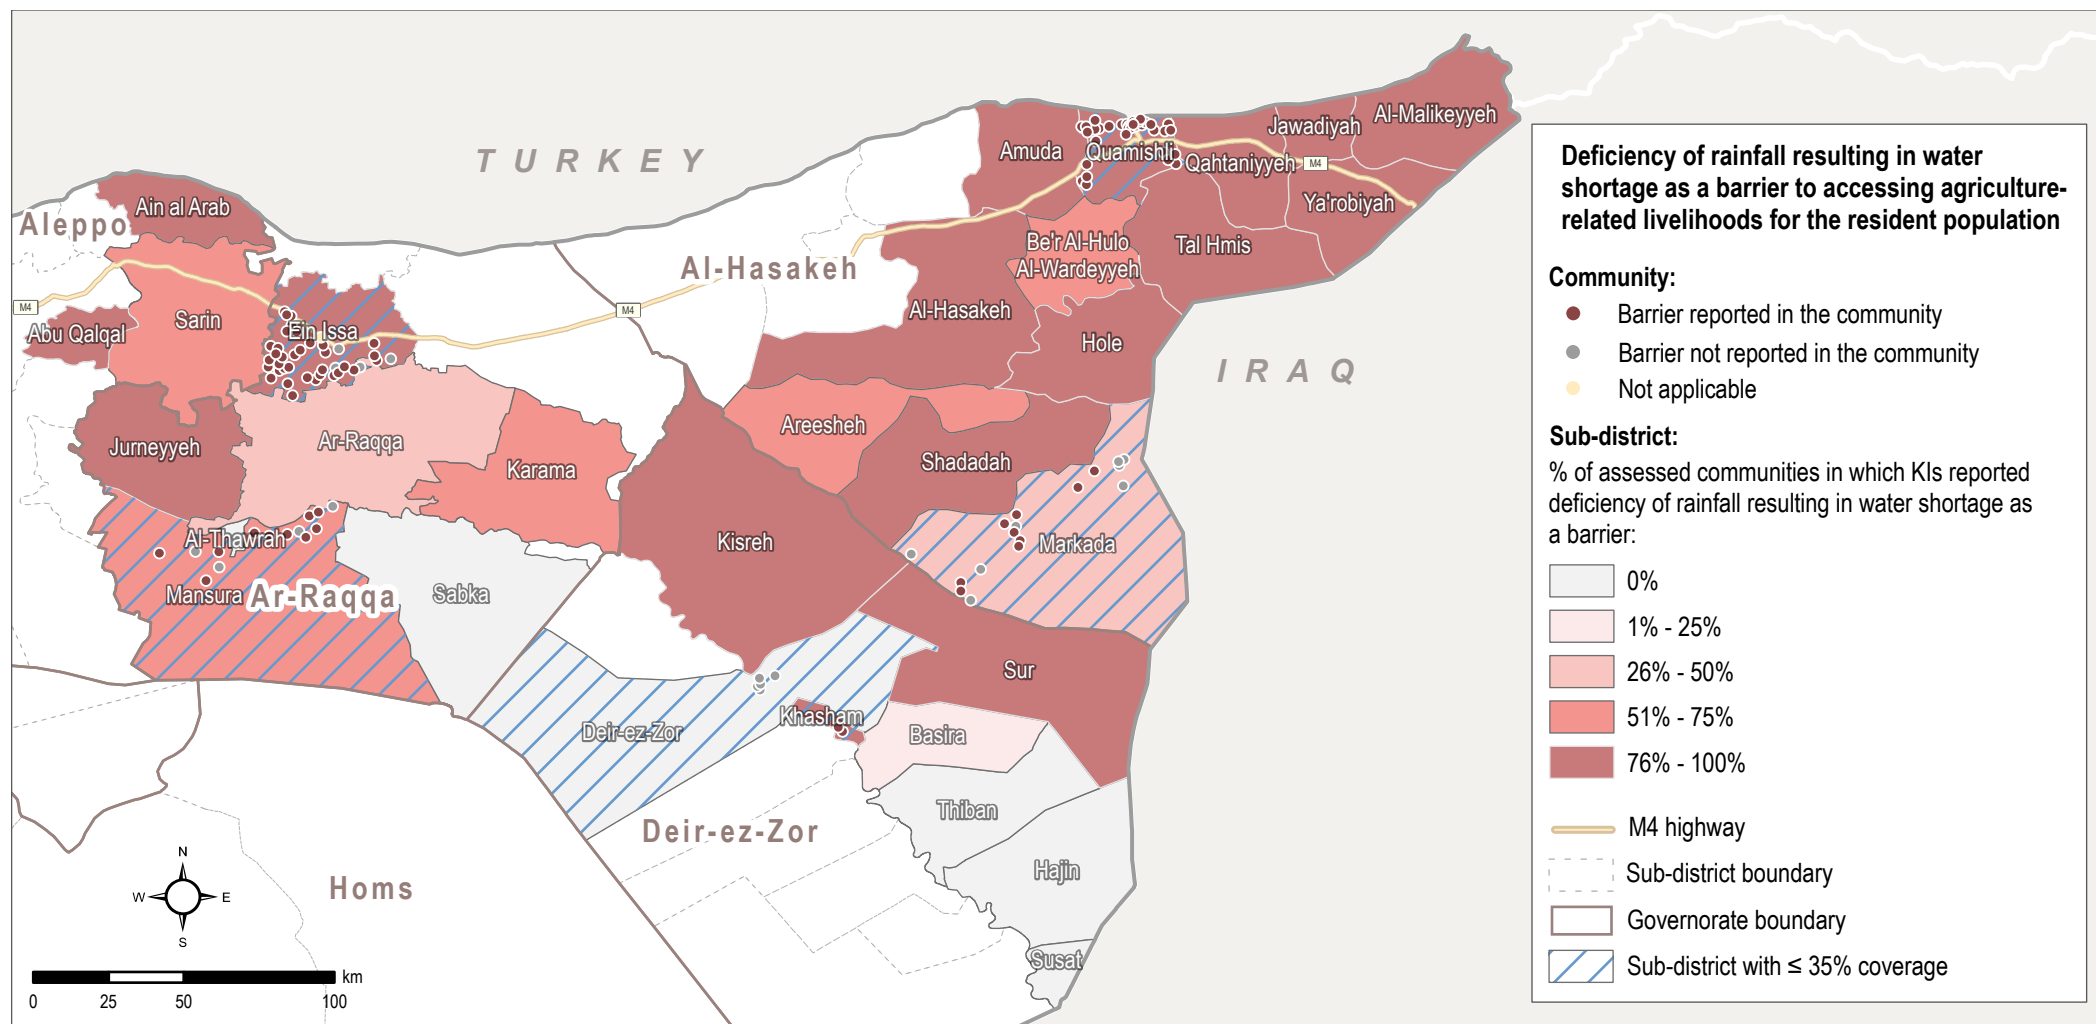 TURKEY
Aleppo
Ain al Arab
M4
Abu Qalqal
Sarin
Ein Issa
Jurneyyeh
Ar-Raqqa
Karama
Al-Thawrah
Mansura
Ar-Raqqa
Sabka
Al-Hasakeh
M4
Amuda
Quamishli
Qahtaniyyeh
Jawadiyah
Al-Malikeyyeh
M4
Ya'robiyah
Be'r Al-Hulo
Al-Wardeyyeh
Tal Hmis
Al-Hasakeh
Hole
IRAQ
Areesheh
Shadadah
Kisreh
Markada
Sur
Deir-ez-Zor
Khasham
Basira
Thiban
Deir-ez-Zor
Hajin
Susat
Homs
N
W
E
S
km
0
25
50
100
Deficiency of rainfall resulting in water
shortage as a barrier to accessing agriculture-
related livelihoods for the resident population
Community:
Barrier reported in the community
Barrier not reported in the community
Not applicable
Sub-district:
% of assessed communities in which KIs reported
deficiency of rainfall resulting in water shortage as
a barrier:
0%
1% - 25%
26% - 50%
51% - 75%
76% - 100%
M4 highway
Sub-district boundary
Governorate boundary
Sub-district with ≤ 35% coverage